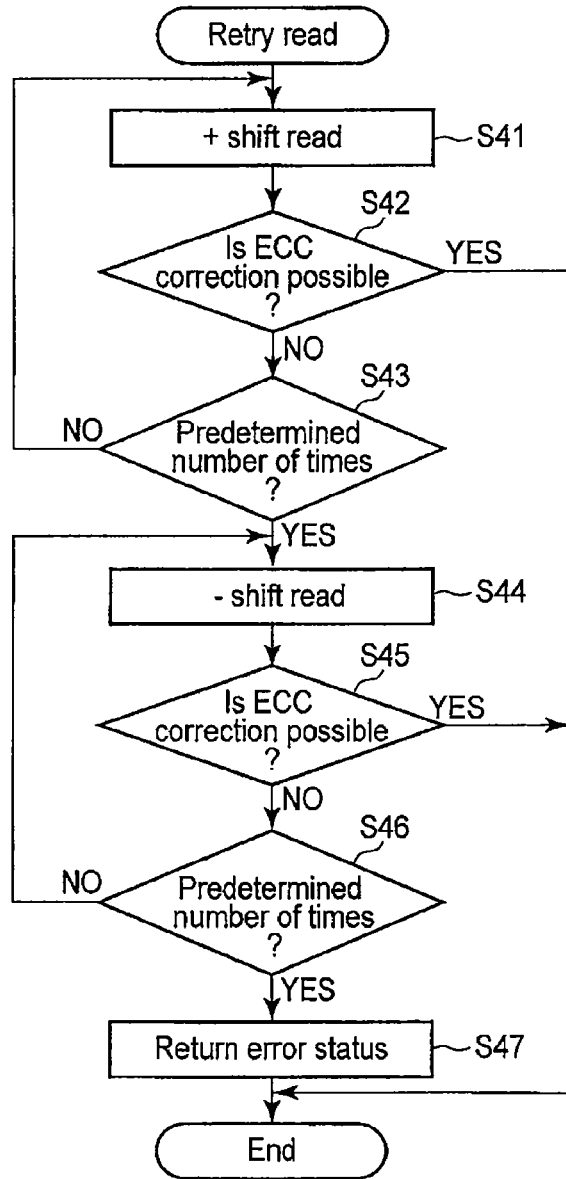 Retry read
+ shift read
S41
S42
Is ECC
correction possible
?
YES
NO
S43
Predetermined
number of times
?
NO
YES
- shift read
S44
S45
Is ECC
correction possible
?
YES
NO
S46
Predetermined
number of times
?
NO
YES
Return error status
S47
End